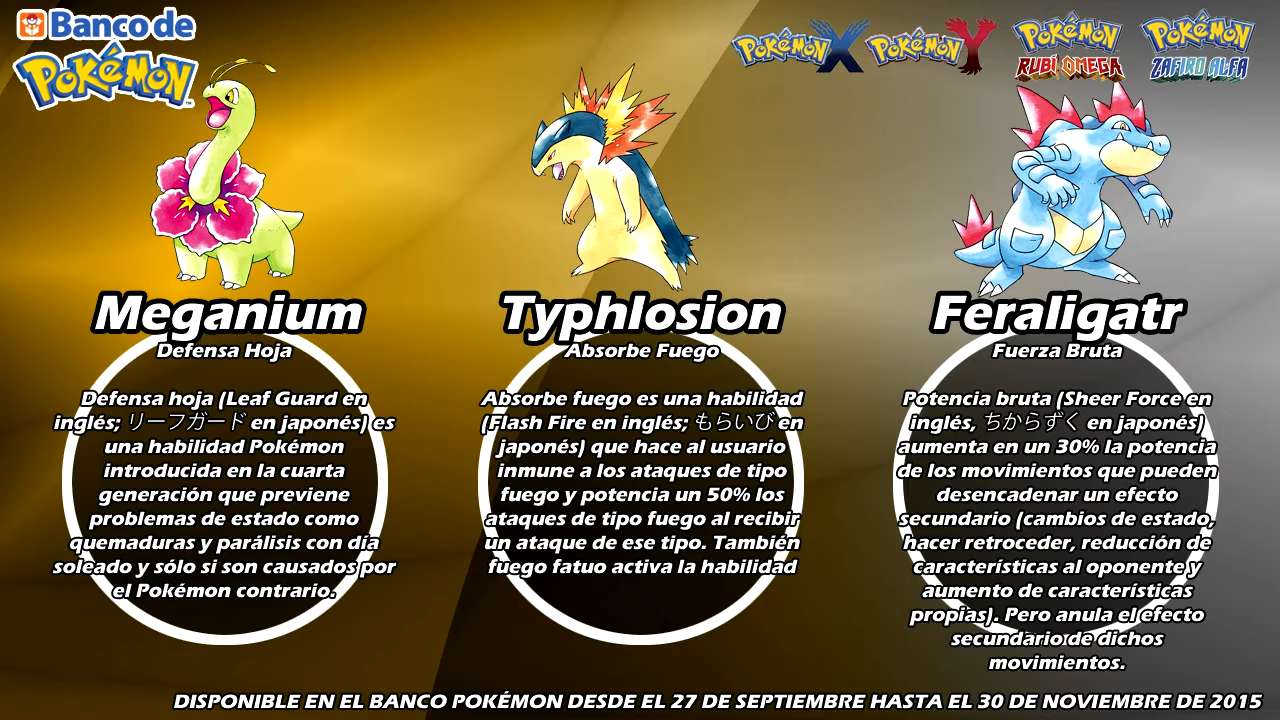 Banco de
Pokémon
Pokémon X
Pokémon Y
Pokémon
RUBÍ OMEGA
Pokémon
ZAFIRO ALFA
Meganium
Defensa Hoja
Defensa hoja (Leaf Guard en
inglés; リーフガード en japonés) es
una habilidad Pokémon
introducida en la cuarta
generación que previene
problemas de estado como
quemaduras y parálisis con día
soleado y sólo si son causados por
el Pokémon contrario.
Typhlosion
Absorbe Fuego
Absorbe fuego es una habilidad
(Flash Fire en inglés; もらいび en
japonés) que hace al usuario
inmune a los ataques de tipo
fuego y potencia un 50% los
ataques de tipo fuego al recibir
un ataque de ese tipo. También
fuego fatuo activa la habilidad
Feraligatr
Fuerza Bruta
Potencia bruta (Sheer Force en
inglés, ちからずく en japonés)
aumenta en un 30% la potencia
de los movimientos que pueden
desencadenar un efecto
secundario (cambios de estado,
hacer retroceder, reducción de
características al oponente y
aumento de características
propias). Pero anula el efecto
secundario de dichos
movimientos.
DISPONIBLE EN EL BANCO POKÉMON DESDE EL 27 DE SEPTIEMBRE HASTA EL 30 DE NOVIEMBRE DE 2015